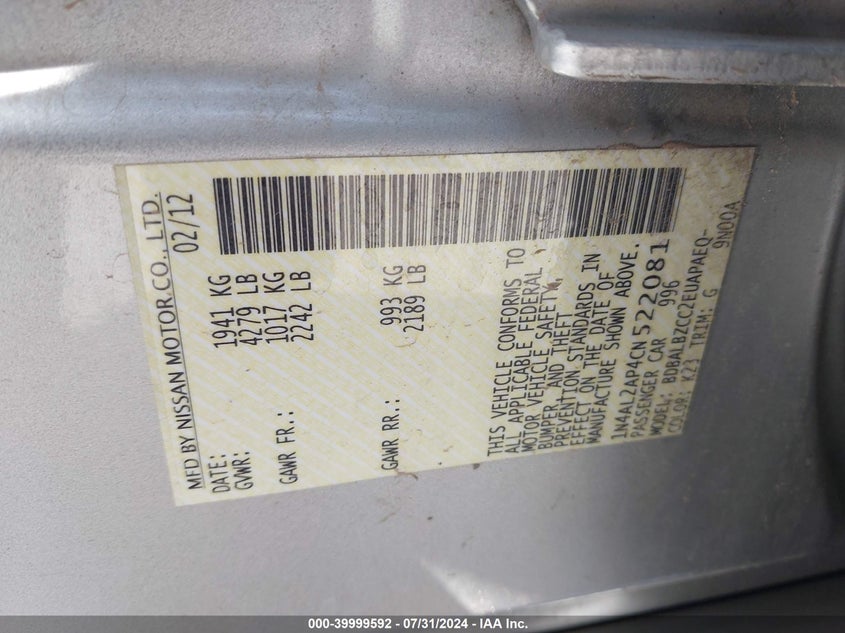 MFD BY NISSAN MOTOR CO., LTD.
DATE: 02/12
GVWR: 1941 KG
4279 LB
GAWR FR.: 1017 KG
2242 LB
GAWR RR.: 993 KG
2189 LB
THIS VEHICLE CONFORMS TO
ALL APPLICABLE FEDERAL
MOTOR VEHICLE SAFETY,
BUMPER, AND THEFT
PREVENTION STANDARDS IN
EFFECT ON THE DATE OF
MANUFACTURE SHOWN ABOVE.
1N4AL2AP4CN522081
PASSENGER CAR 996
MODEL: BDBALBZCC2EUAPAEQ-
COLOR: K23 TRIM: G 9N00A
000-39999592 - 07/31/2024 - IAA Inc.